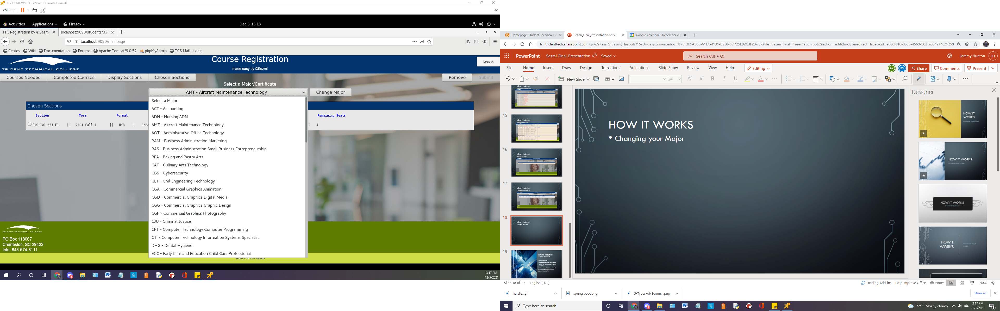 TCS-CEN8-WS-03 - VMware Remote Console
VMRC
Activities
Applications
Firefox
Dec 5 15:18
TTC Registration by ©Sezmi
localhost:9090/students/32/
localhost:9090/mainpage
Centos
Wiki
Documentation
Forums
Apache Tomcat/9.0.52
phpMyAdmin
TCS Mail - Login
TRIDENT TECHNICAL COLLEGE
Course Registration
made easy by ©Sezmi
Logout
Courses Needed
Completed Courses
Display Sections
Chosen Sections
Remove
Submit
Select a Major/Certificate
AMT - Aircraft Maintenance Technology
Change Major
Chosen Sections
Section Term Format Remaining Seats
ENG-101-001-F1 || 2021 Fall 1 || HYB || 8/23 | 4
Select a Major
ACT - Accounting
ADN - Nursing ADN
AMT - Aircraft Maintenance Technology
AOT - Administrative Office Technology
BAM - Business Administration Marketing
BAS - Business Administration Small Business Entrepreneurship
BPA - Baking and Pastry Arts
CAT - Culinary Arts Technology
CBS - Cybersecurity
CET - Civil Engineering Technology
CGA - Commercial Graphics Animation
CGD - Commercial Graphics Digital Media
CGG - Commercial Graphics Graphic Design
CGP - Commercial Graphics Photography
CJU - Criminal Justice
CPT - Computer Technology Computer Programming
CTI - Computer Technology Information Systems Specialist
DHG - Dental Hygiene
ECC - Early Care and Education Child Care Professional
TRIDENT TECHNICAL COLLEGE
PO Box 118067
Charleston, SC 29423
Info: 843-574-6111
Welcome Bill Gates
3:17 PM
12/5/2021
Homepage - Trident Technical Co
Sezmi_Final_Presentation.pptx
Google Calendar - December 20
tridenttech.sharepoint.com/:p:/r/sites/FS_Sezmi/_layouts/15/Doc.aspx?sourcedoc=%7BF3F1A5BB-61E1-4131-82E8-5D725E92C3F2%7D&file=Sezmi_Final_Presentation.pptx&action=edit&mobileredirect=true&cid=e606f010-8cd6-4569-9035-894214c21259
PowerPoint
Sezmi_Final_Presentation - Saved
Search (Alt + Q)
Jeremy Hunton
JH
File
Home
Insert
Draw
Design
Transitions
Animations
Slide Show
Review
View
Help
Editing
AK
BS
Share
Comments
Present
New Slide
24
B
I
U
A
15
16
17
18
19
HOW IT WORKS
Changing your Major
FUTURE DIRECTION
AND CHANGES
HOW IT WORKS
• Changing your Major
Designer
HOW IT
WORKS
HOW IT WORKS
HOW IT WORKS
HOW IT
WORKS
Slide 18 of 19
English (U.S.)
Loading Add-ins
Help Improve Office
Notes
90%
hurdles.gif
spring boot.png
5-Types-of-Scrum....png
Show all
Type here to search
72°F Mostly cloudy
3:17 PM
12/5/2021